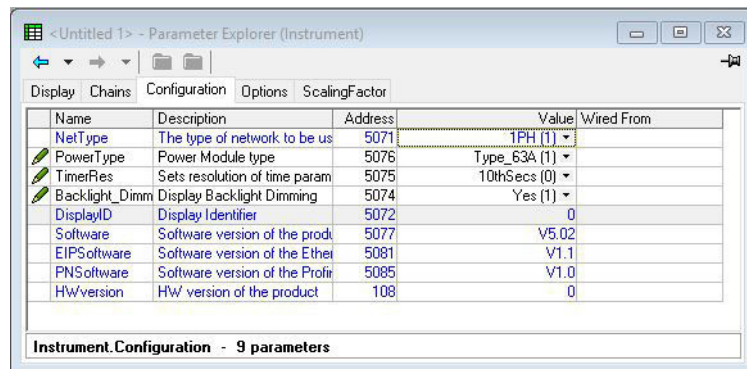 <Untitled 1> - Parameter Explorer (Instrument)
Display Chains Configuration Options ScalingFactor
Name Description Address Value Wired From
NetType The type of network to be us 5071 1PH (1)
PowerType Power Module type 5076 Type_63A (1)
TimerRes Sets resolution of time param 5075 10thSecs (0)
Backlight_Dimm Display Backlight Dimming 5074 Yes (1)
DisplayID Display Identifier 5072 0
Software Software version of the produ 5077 V5.02
EIPSoftware Software version of the Ether 5081 V1.1
PNSoftware Software version of the Profin 5085 V1.0
HWversion HW version of the product 108 0
Instrument.Configuration - 9 parameters